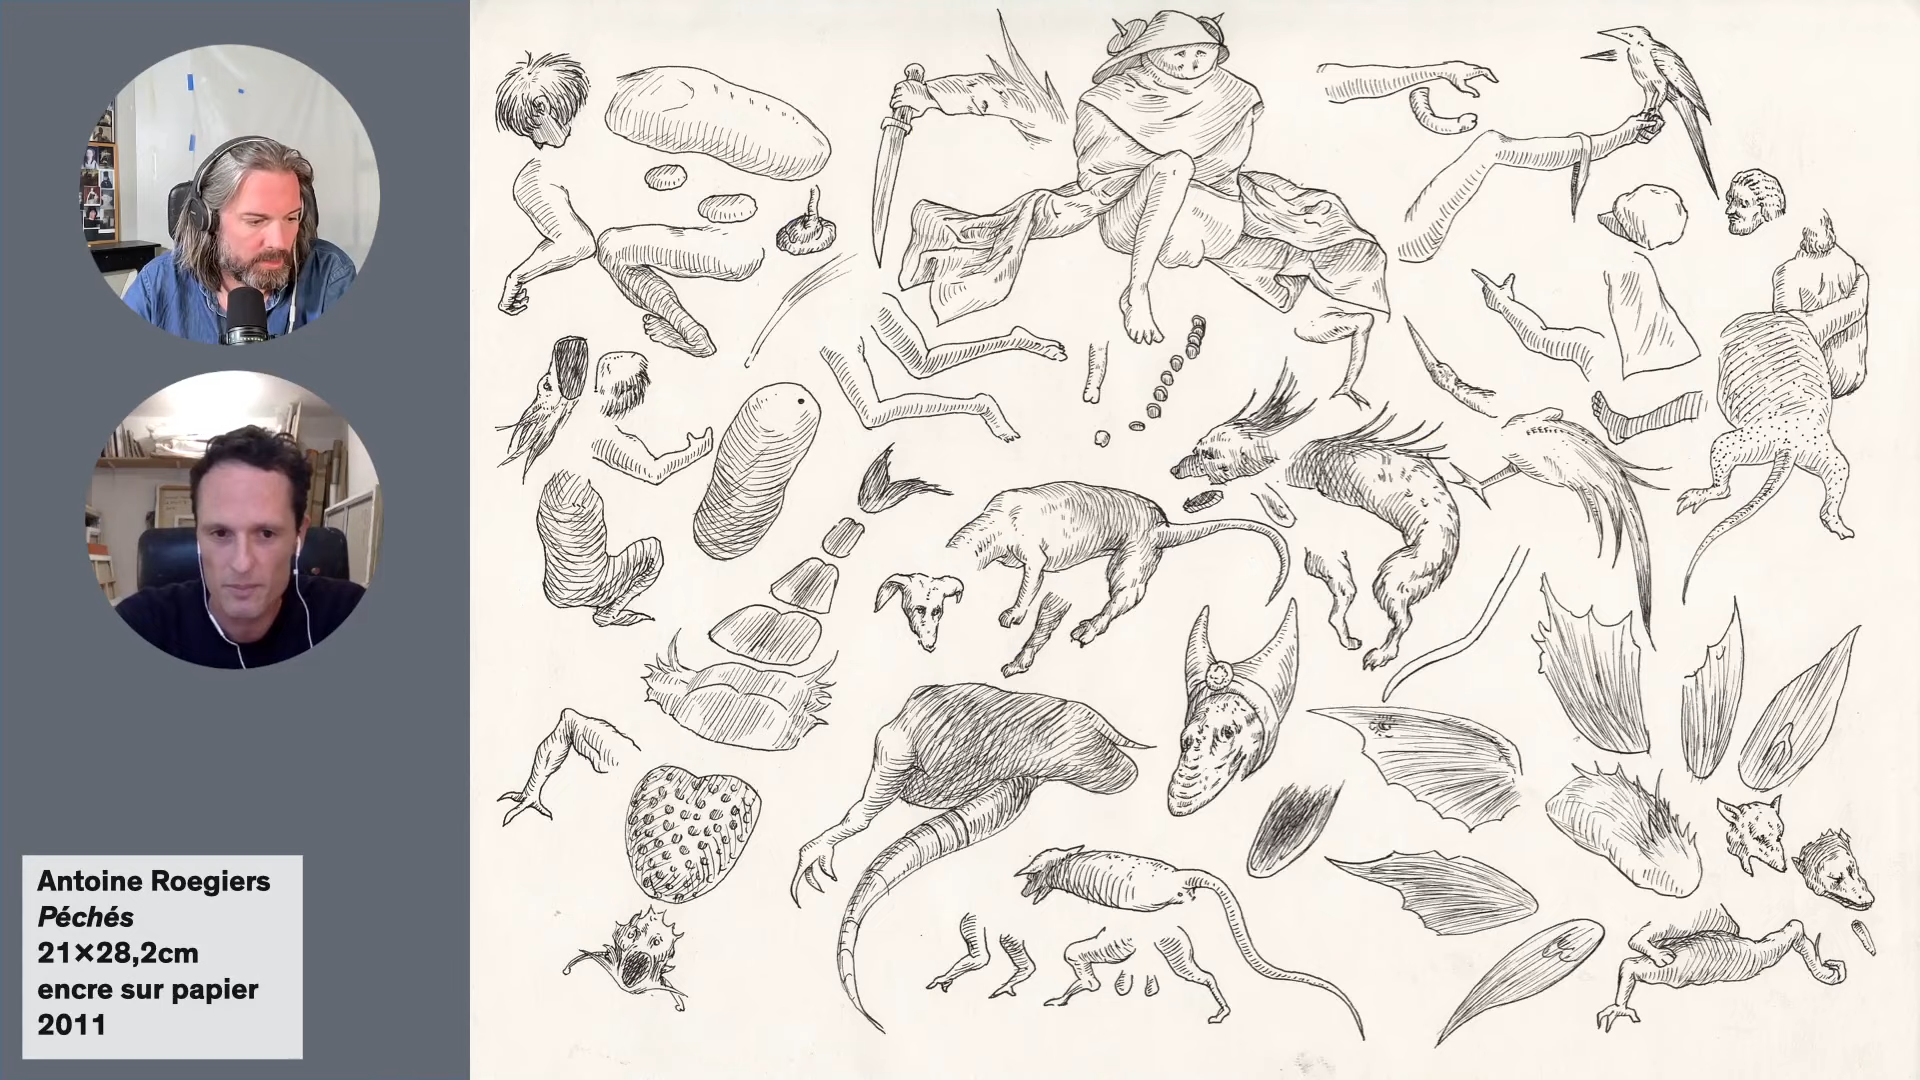 Antoine Roegiers
Péchés
21×28,2cm
encre sur papier
2011